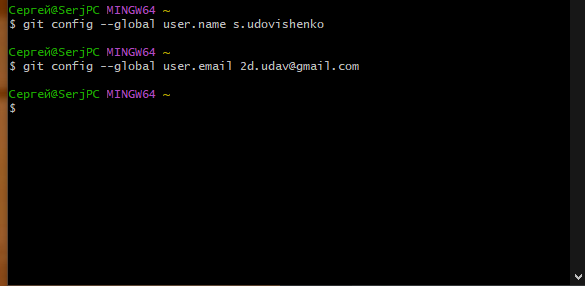 Сергей@SerjPC MINGW64 ~
$ git config --global user.name s.udovishenko
Сергей@SerjPC MINGW64 ~
$ git config --global user.email 2d.udav@gmail.com
Сергей@SerjPC MINGW64 ~
$